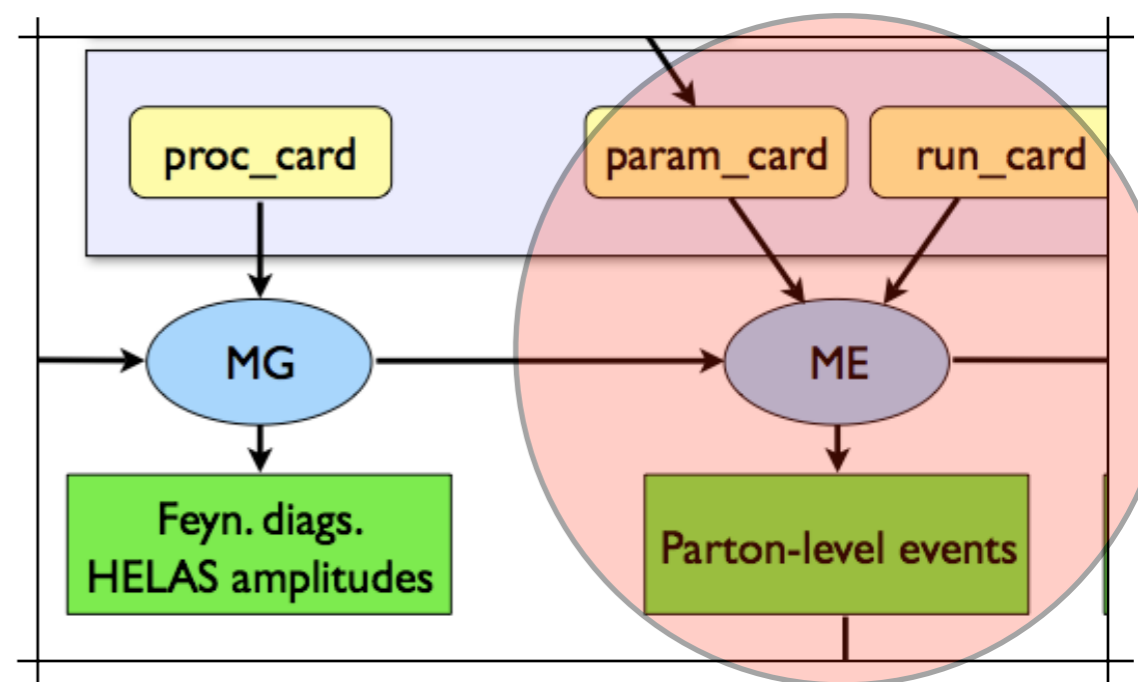 proc_card
param_card
run_card
MG
ME
Feyn. diags.
HELAS amplitudes
Parton-level events